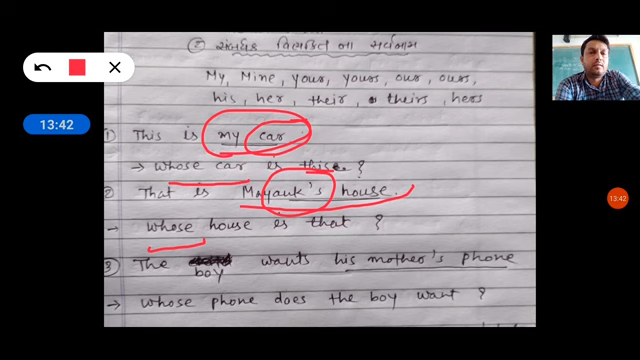 ② સંબંધક વિભક્તિ ના સર્વનામ
My, Mine, your, yours, our, ours,
his, her, their, theirs, hers
① This is my car.
→ whose car is this?
② That is Mayank's house.
→ whose house is that?
③ The boy wants his mother's phone
→ whose phone does the boy want?
13:42
13:42